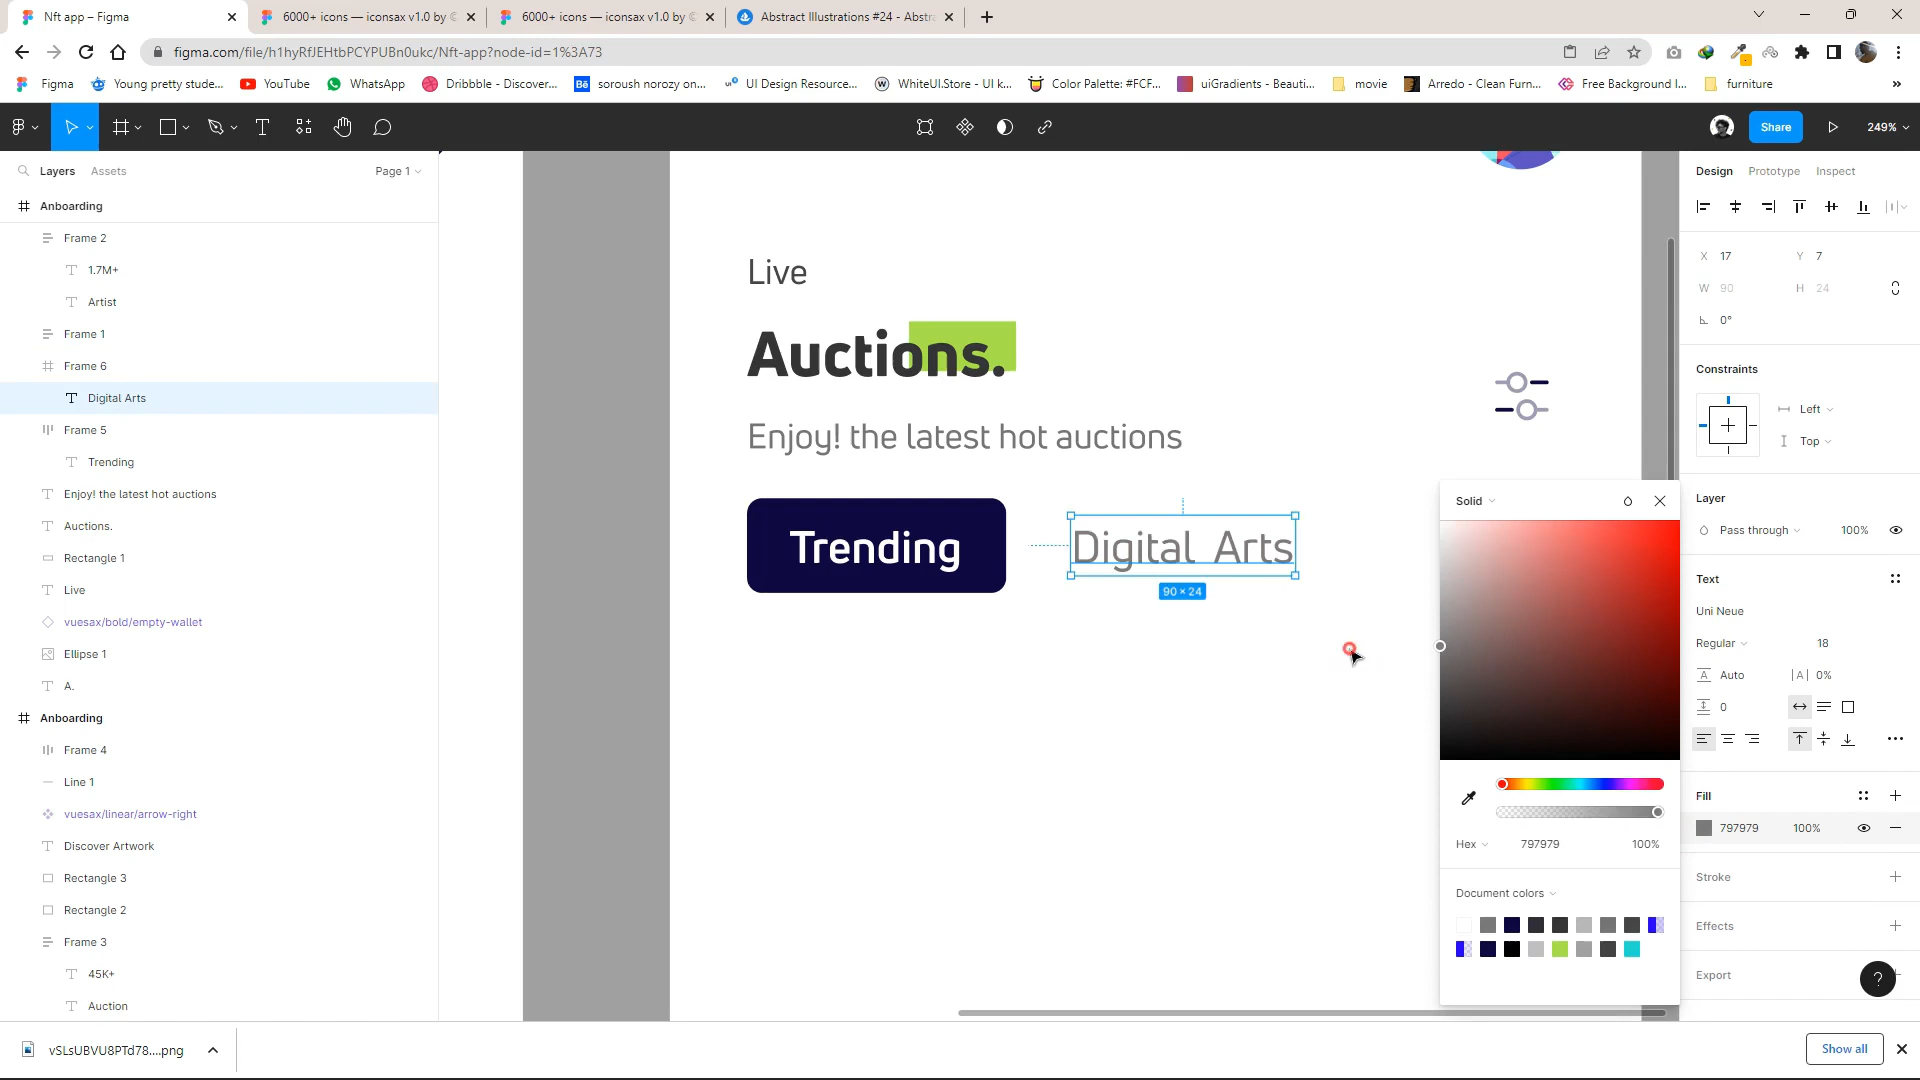 Nft app – Figma
6000+ icons — iconsax v1.0 by ©
6000+ icons — iconsax v1.0 by ©
Abstract Illustrations #24 - Abstr
figma.com/file/h1hyRfJEHtbPCYPUBn0ukc/Nft-app?node-id=1%3A73
Figma
Young pretty stude...
YouTube
WhatsApp
Dribbble - Discover...
soroush norozy on...
UI Design Resource...
WhiteUI.Store - UI k...
Color Palette: #FCF...
uiGradients - Beauti...
movie
Arredo - Clean Furn...
Free Background I...
furniture
Share
249%
Layers
Assets
Page 1
Anboarding
Frame 2
1.7M+
Artist
Frame 1
Frame 6
Digital Arts
Frame 5
Trending
Enjoy! the latest hot auctions
Auctions.
Rectangle 1
Live
vuesax/bold/empty-wallet
Ellipse 1
A.
Anboarding
Frame 4
Line 1
vuesax/linear/arrow-right
Discover Artwork
Rectangle 3
Rectangle 2
Frame 3
45K+
Auction
Live
Auctions.
Enjoy! the latest hot auctions
Trending
Digital Arts
90 × 24
Solid
Hex
797979
100%
Document colors
Design
Prototype
Inspect
X 17
Y 7
W 90
H 24
0°
Constraints
Left
Top
Layer
Pass through
100%
Text
Uni Neue
Regular
18
Auto
0%
0
Fill
797979
100%
Stroke
Effects
Export
?
vSLsUBVU8PTd78....png
Show all